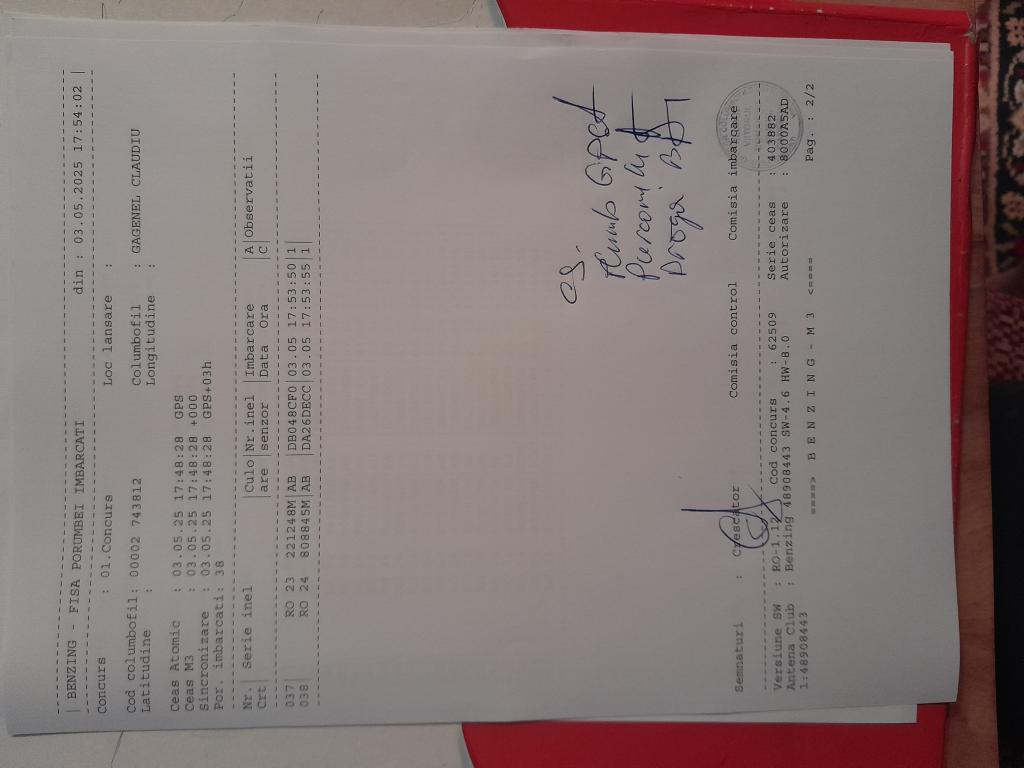 | BENZING - FISA PORUMBEI IMBARCATI din : 03.05.2025 17:54:02 |
Concurs : 01.Concurs Loc lansare :
Cod columbofil: 00002 743812 Columbofil : GAGENEL CLAUDIU
Latitudine : Longitudine :
Ceas Atomic : 03.05.25 17:48:28 GPS
Ceas M3 : 03.05.25 17:48:28 +000
Sincronizare : 03.05.25 17:48:28 GPS+03h
Por. imbarcati: 38
Nr.| Serie inel |Culo|Nr.inel |Imbarcare |A|Observatii
Crt| |are |senzor |Data ora |C|
037| RO 23 221248M|AB |DB048CF0|03.05 17:53:50|1|
038| RO 24 808845M|AB |DA26DECC|03.05 17:53:55|1|
Semnaturi : Crescator Comisia control Comisia imbarcare
Versiune SW : RO-1.12 Cod concurs : 62509 Serie ceas : 403882
Antena Club : Benzing 48908443 SW-4.6 HW-8.0 Autorizare : 8000A5AD
1:48908443
====> B E N Z I N G - M 3 <==== Pag. : 2/2